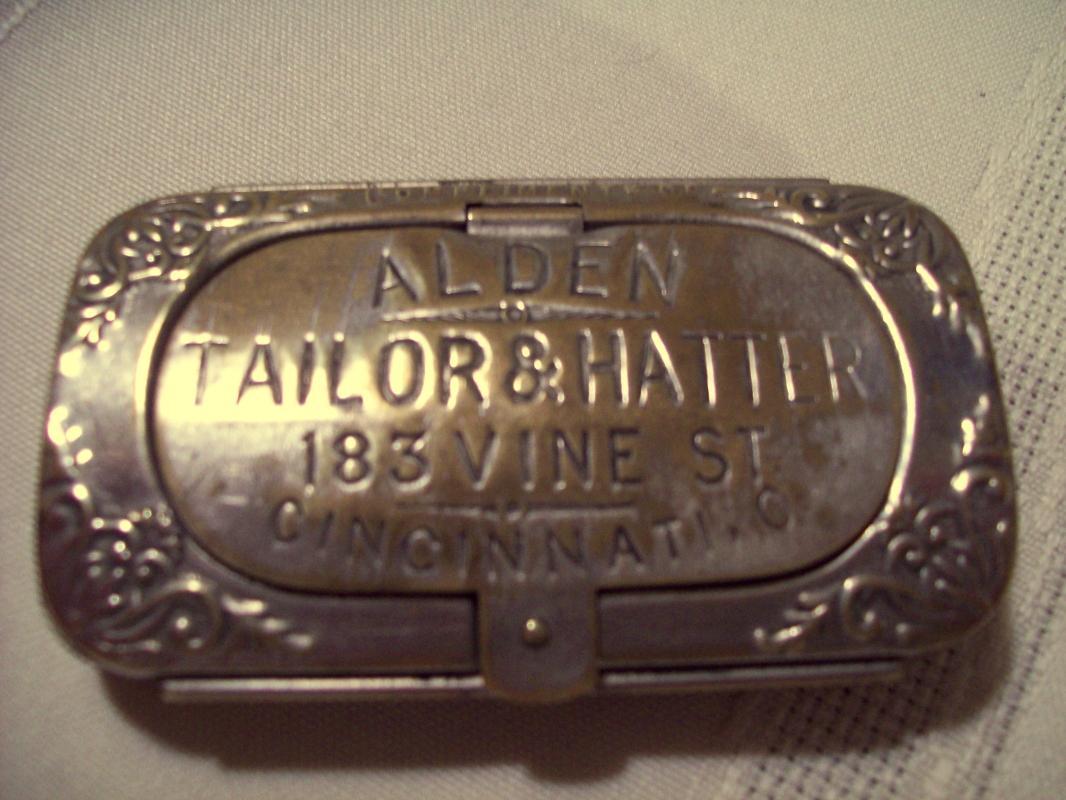 ALDEN
TAILOR & HATTER
183 VINE ST.
CINCINNATI. O.